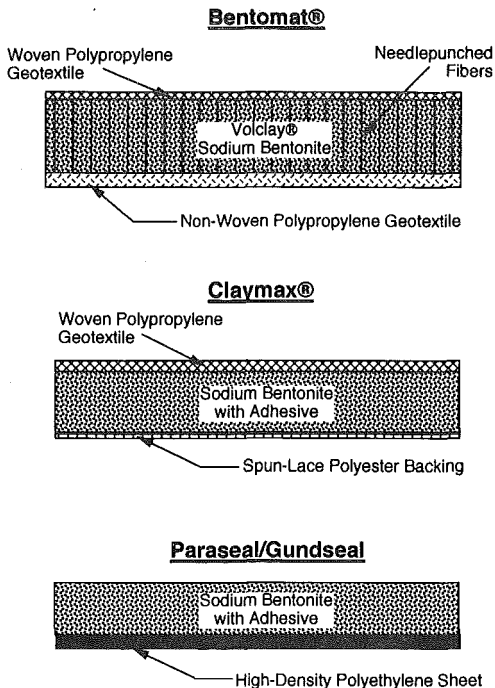 Bentomat®
Woven Polypropylene
Geotextile
Needlepunched
Fibers
Volclay®
Sodium Bentonite
Non-Woven Polypropylene Geotextile
Claymax®
Woven Polypropylene
Geotextile
Sodium Bentonite
with Adhesive
Spun-Lace Polyester Backing
Paraseal/Gundseal
Sodium Bentonite
with Adhesive
High-Density Polyethylene Sheet